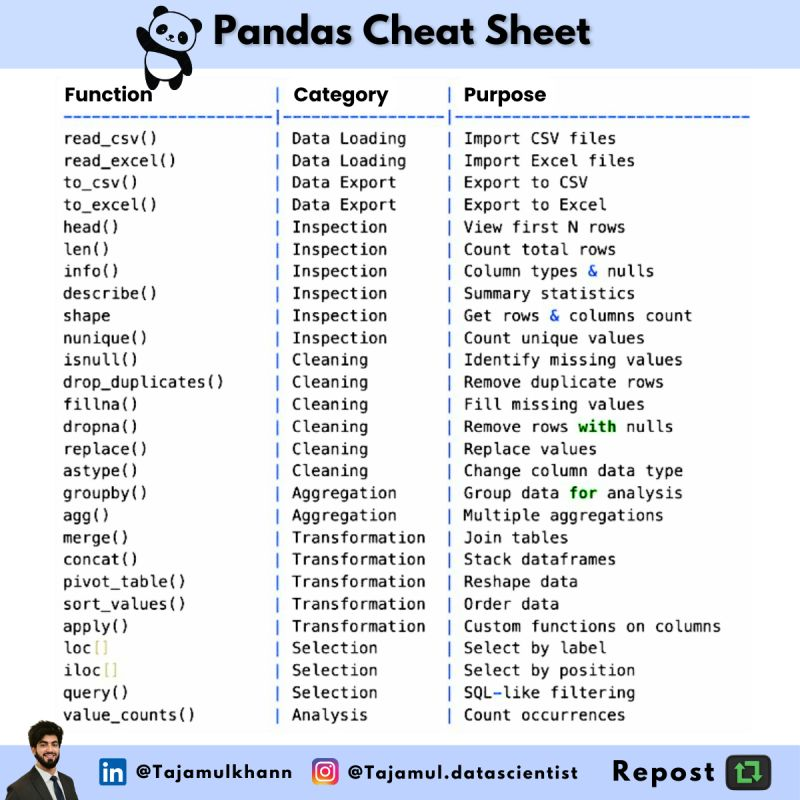 Pandas Cheat Sheet
Function | Category | Purpose
read_csv() | Data Loading | Import CSV files
read_excel() | Data Loading | Import Excel files
to_csv() | Data Export | Export to CSV
to_excel() | Data Export | Export to Excel
head() | Inspection | View first N rows
len() | Inspection | Count total rows
info() | Inspection | Column types & nulls
describe() | Inspection | Summary statistics
shape | Inspection | Get rows & columns count
nunique() | Inspection | Count unique values
isnull() | Cleaning | Identify missing values
drop_duplicates() | Cleaning | Remove duplicate rows
fillna() | Cleaning | Fill missing values
dropna() | Cleaning | Remove rows with nulls
replace() | Cleaning | Replace values
astype() | Cleaning | Change column data type
groupby() | Aggregation | Group data for analysis
agg() | Aggregation | Multiple aggregations
merge() | Transformation | Join tables
concat() | Transformation | Stack dataframes
pivot_table() | Transformation | Reshape data
sort_values() | Transformation | Order data
apply() | Transformation | Custom functions on columns
loc[] | Selection | Select by label
iloc[] | Selection | Select by position
query() | Selection | SQL-like filtering
value_counts() | Analysis | Count occurrences
in @Tajamulkhann @Tajamul.datascientist Repost